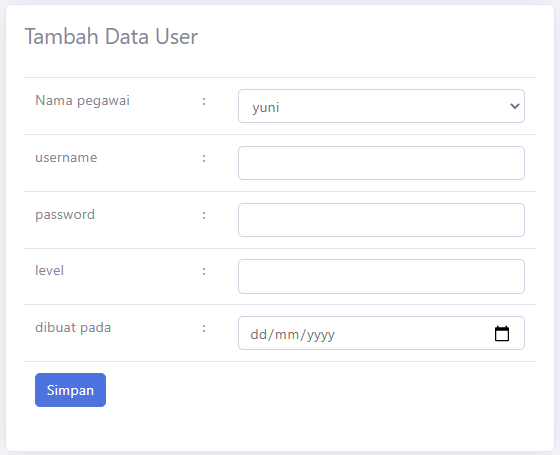 Tambah Data User
Nama pegawai : yuni
username :
password :
level :
dibuat pada : dd/mm/yyyy
Simpan